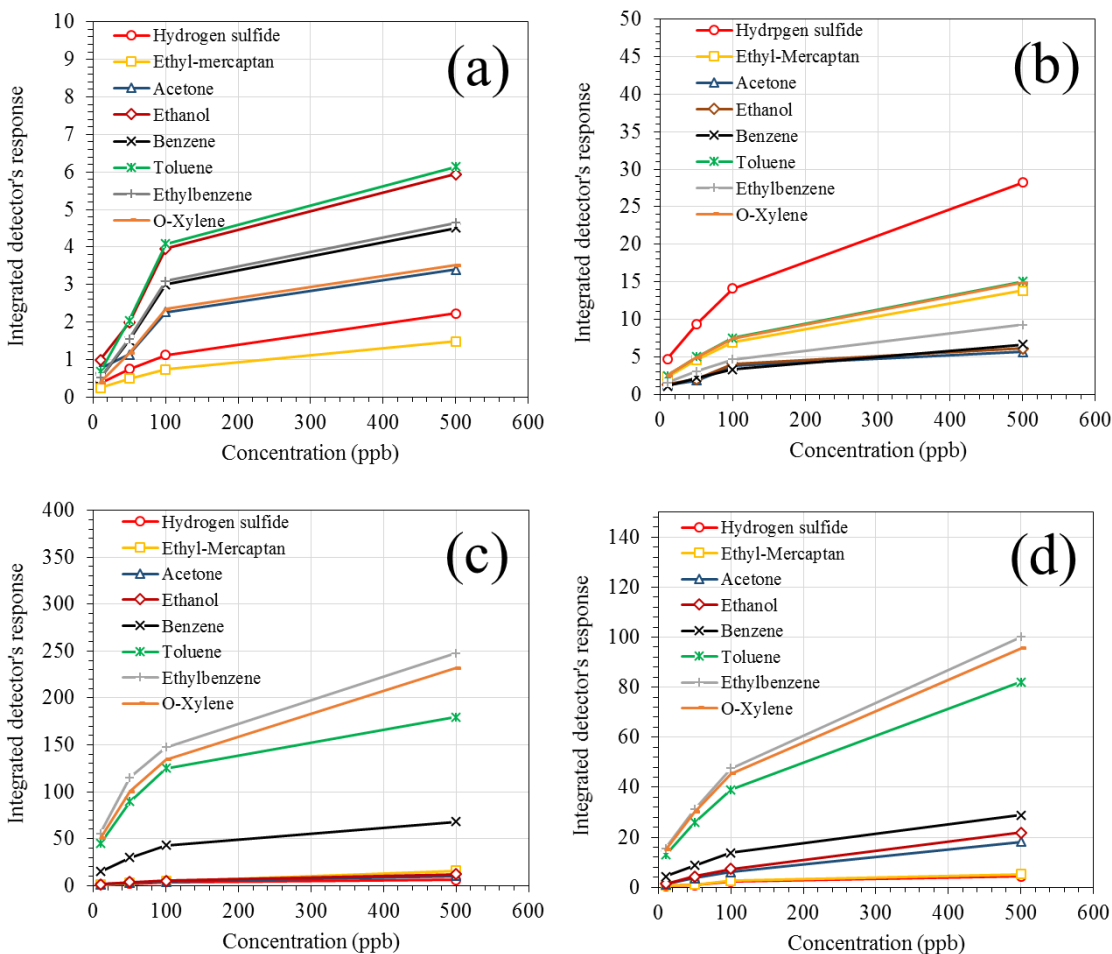 (a)
Integrated detector's response
10
9
8
7
6
5
4
3
2
1
0
Hydrogen sulfide
Ethyl-mercaptan
Acetone
Ethanol
Benzene
Toluene
Ethylbenzene
O-Xylene
0 100 200 300 400 500 600
Concentration (ppb)
(b)
Integrated detector's response
50
45
40
35
30
25
20
15
10
5
0
Hydrpgen sulfide
Ethyl-Mercaptan
Acetone
Ethanol
Benzene
Toluene
Ethylbenzene
O-Xylene
0 100 200 300 400 500 600
Concentration (ppb)
(c)
Integrated detector's response
400
350
300
250
200
150
100
50
0
Hydrogen sulfide
Ethyl-Mercaptan
Acetone
Ethanol
Benzene
Toluene
Ethylbenzene
O-Xylene
0 100 200 300 400 500 600
Concentration (ppb)
(d)
Integrated detector's response
140
120
100
80
60
40
20
0
Hydrogen sulfide
Ethyl-Mercaptan
Acetone
Ethanol
Benzene
Toluene
Ethylbenzene
O-Xylene
0 100 200 300 400 500 600
Concentration (ppb)